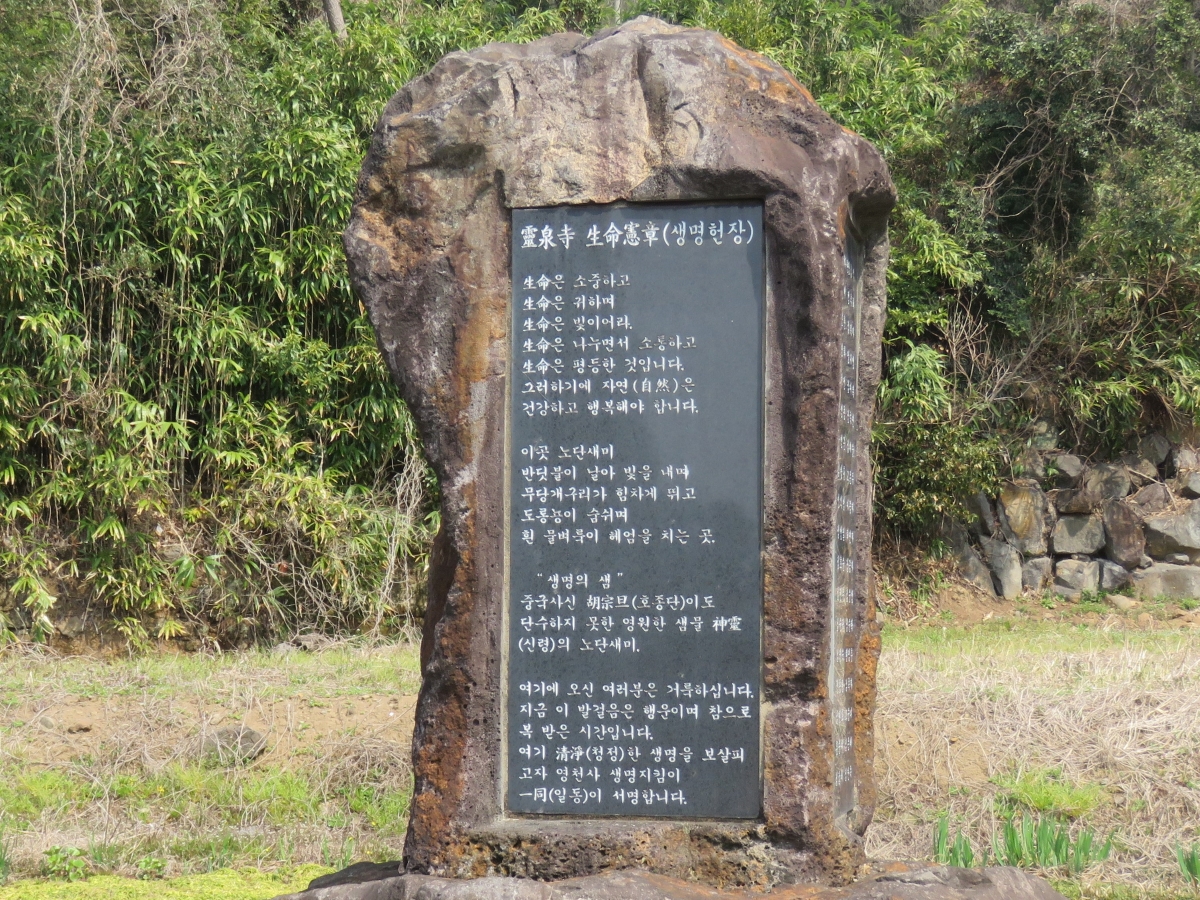 靈泉寺 生命憲章(생명헌장)
生命은 소중하고
生命은 귀하며
生命은 빛이어라.
生命은 나누면서 소통하고
生命은 평등한 것입니다.
그러하기에 자연(自然)은
건강하고 행복해야 합니다.
이곳 노단새미
반딧불이 날아 빛을 내며
무당개구리가 힘차게 뛰고
도롱뇽이 숨쉬며
흰 물벼룩이 헤엄을 치는 곳.
“생명의 샘”
중국사신 胡宗旦(호종단)이도
단수하지 못한 영원한 샘물 神靈
(신령)의 노단새미.
여기에 오신 여러분은 거룩하십니다.
지금 이 발걸음은 행운이며 참으로
복 받은 시간입니다.
여기 清淨(청정)한 생명을 보살피
고자 영천사 생명지킴이
一同(일동)이 서명합니다.